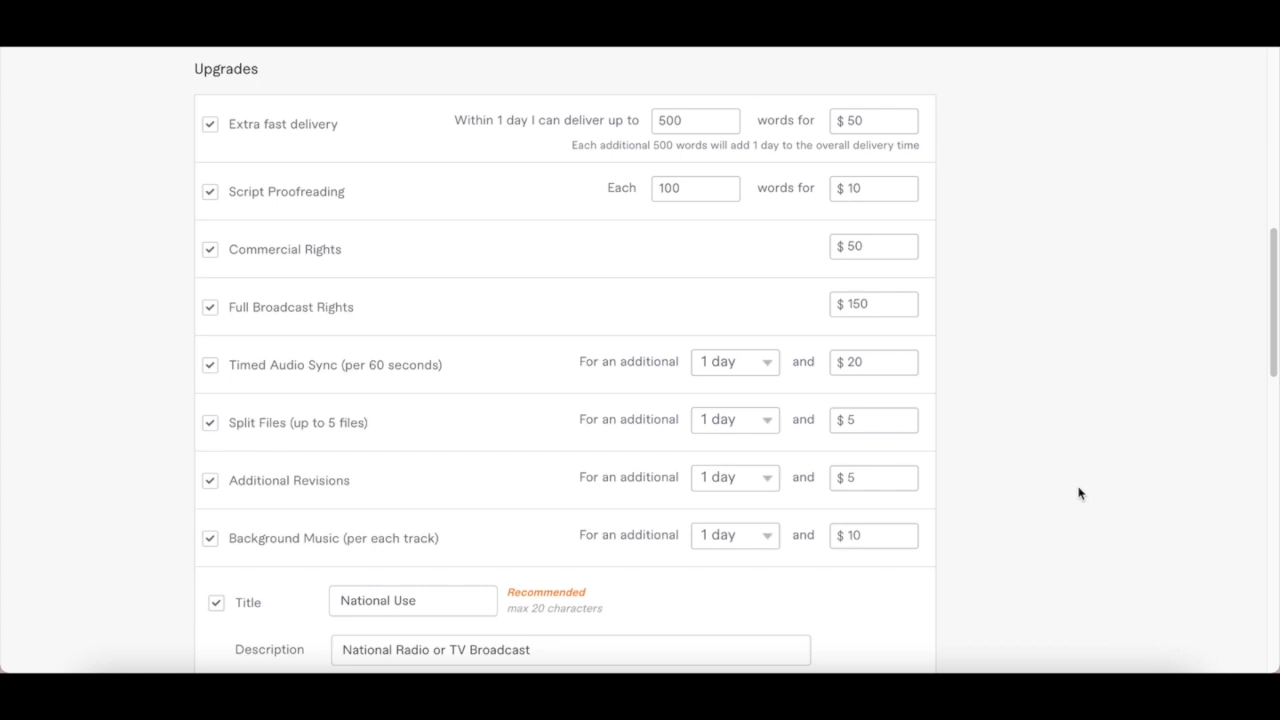 Upgrades
Extra fast delivery Within 1 day I can deliver up to 500 words for $ 50
Each additional 500 words will add 1 day to the overall delivery time
Script Proofreading Each 100 words for $ 10
Commercial Rights $ 50
Full Broadcast Rights $ 150
Timed Audio Sync (per 60 seconds) For an additional 1 day and $ 20
Split Files (up to 5 files) For an additional 1 day and $ 5
Additional Revisions For an additional 1 day and $ 5
Background Music (per each track) For an additional 1 day and $ 10
Title National Use Recommended
max 20 characters
Description National Radio or TV Broadcast